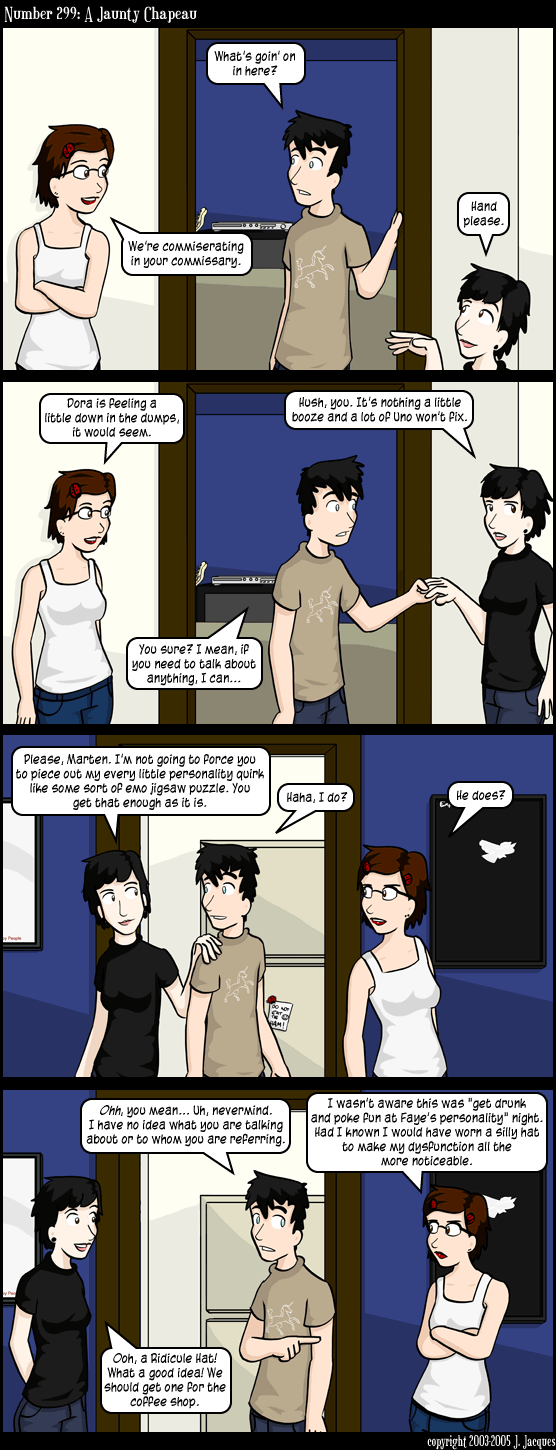 Number 299: A Jaunty Chapeau
What's goin' on
in here?
We're commiserating
in your commissary.
Hand
please.
Dora is feeling a
little down in the dumps,
it would seem.
Hush, you. It's nothing a little
booze and a lot of Uno won't fix.
You sure? I mean, if
you need to talk about
anything, I can...
Please, Marten. I'm not going to force you
to piece out my every little personality quirk
like some sort of emo jigsaw puzzle. You
get that enough as it is.
Haha, I do?
He does?
by People
DO NOT
EAT
THE
HAM!
Ohh, you mean... Uh, nevermind.
I have no idea what you are talking
about or to whom you are referring.
I wasn't aware this was "get drunk
and poke fun at Faye's personality" night.
Had I known I would have worn a silly hat
to make my dysfunction all the
more noticeable.
Ooh, a Ridicule Hat!
What a good idea! We
should get one for the
coffee shop.
copyright 2003-2005 J. Jacques